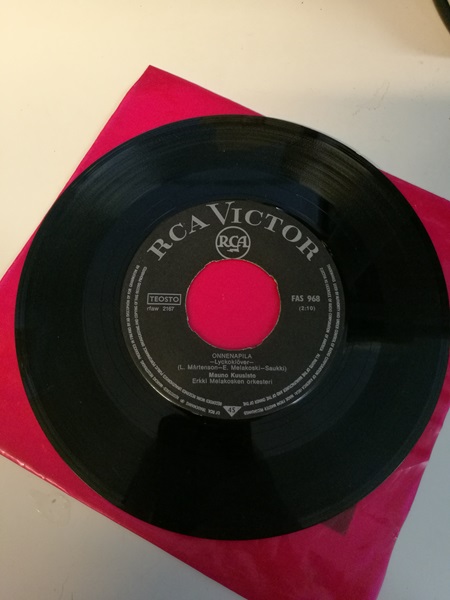 RCA VICTOR
RCA
TEOSTO
rfaw 2167
FAS 968
(2:10)
ONNENAPILA
—Lyckoklöver—
(L. Mårtenson—E. Melakoski—Saukki)
Mauno Kuusisto
Erkki Melakosken orkesteri
45